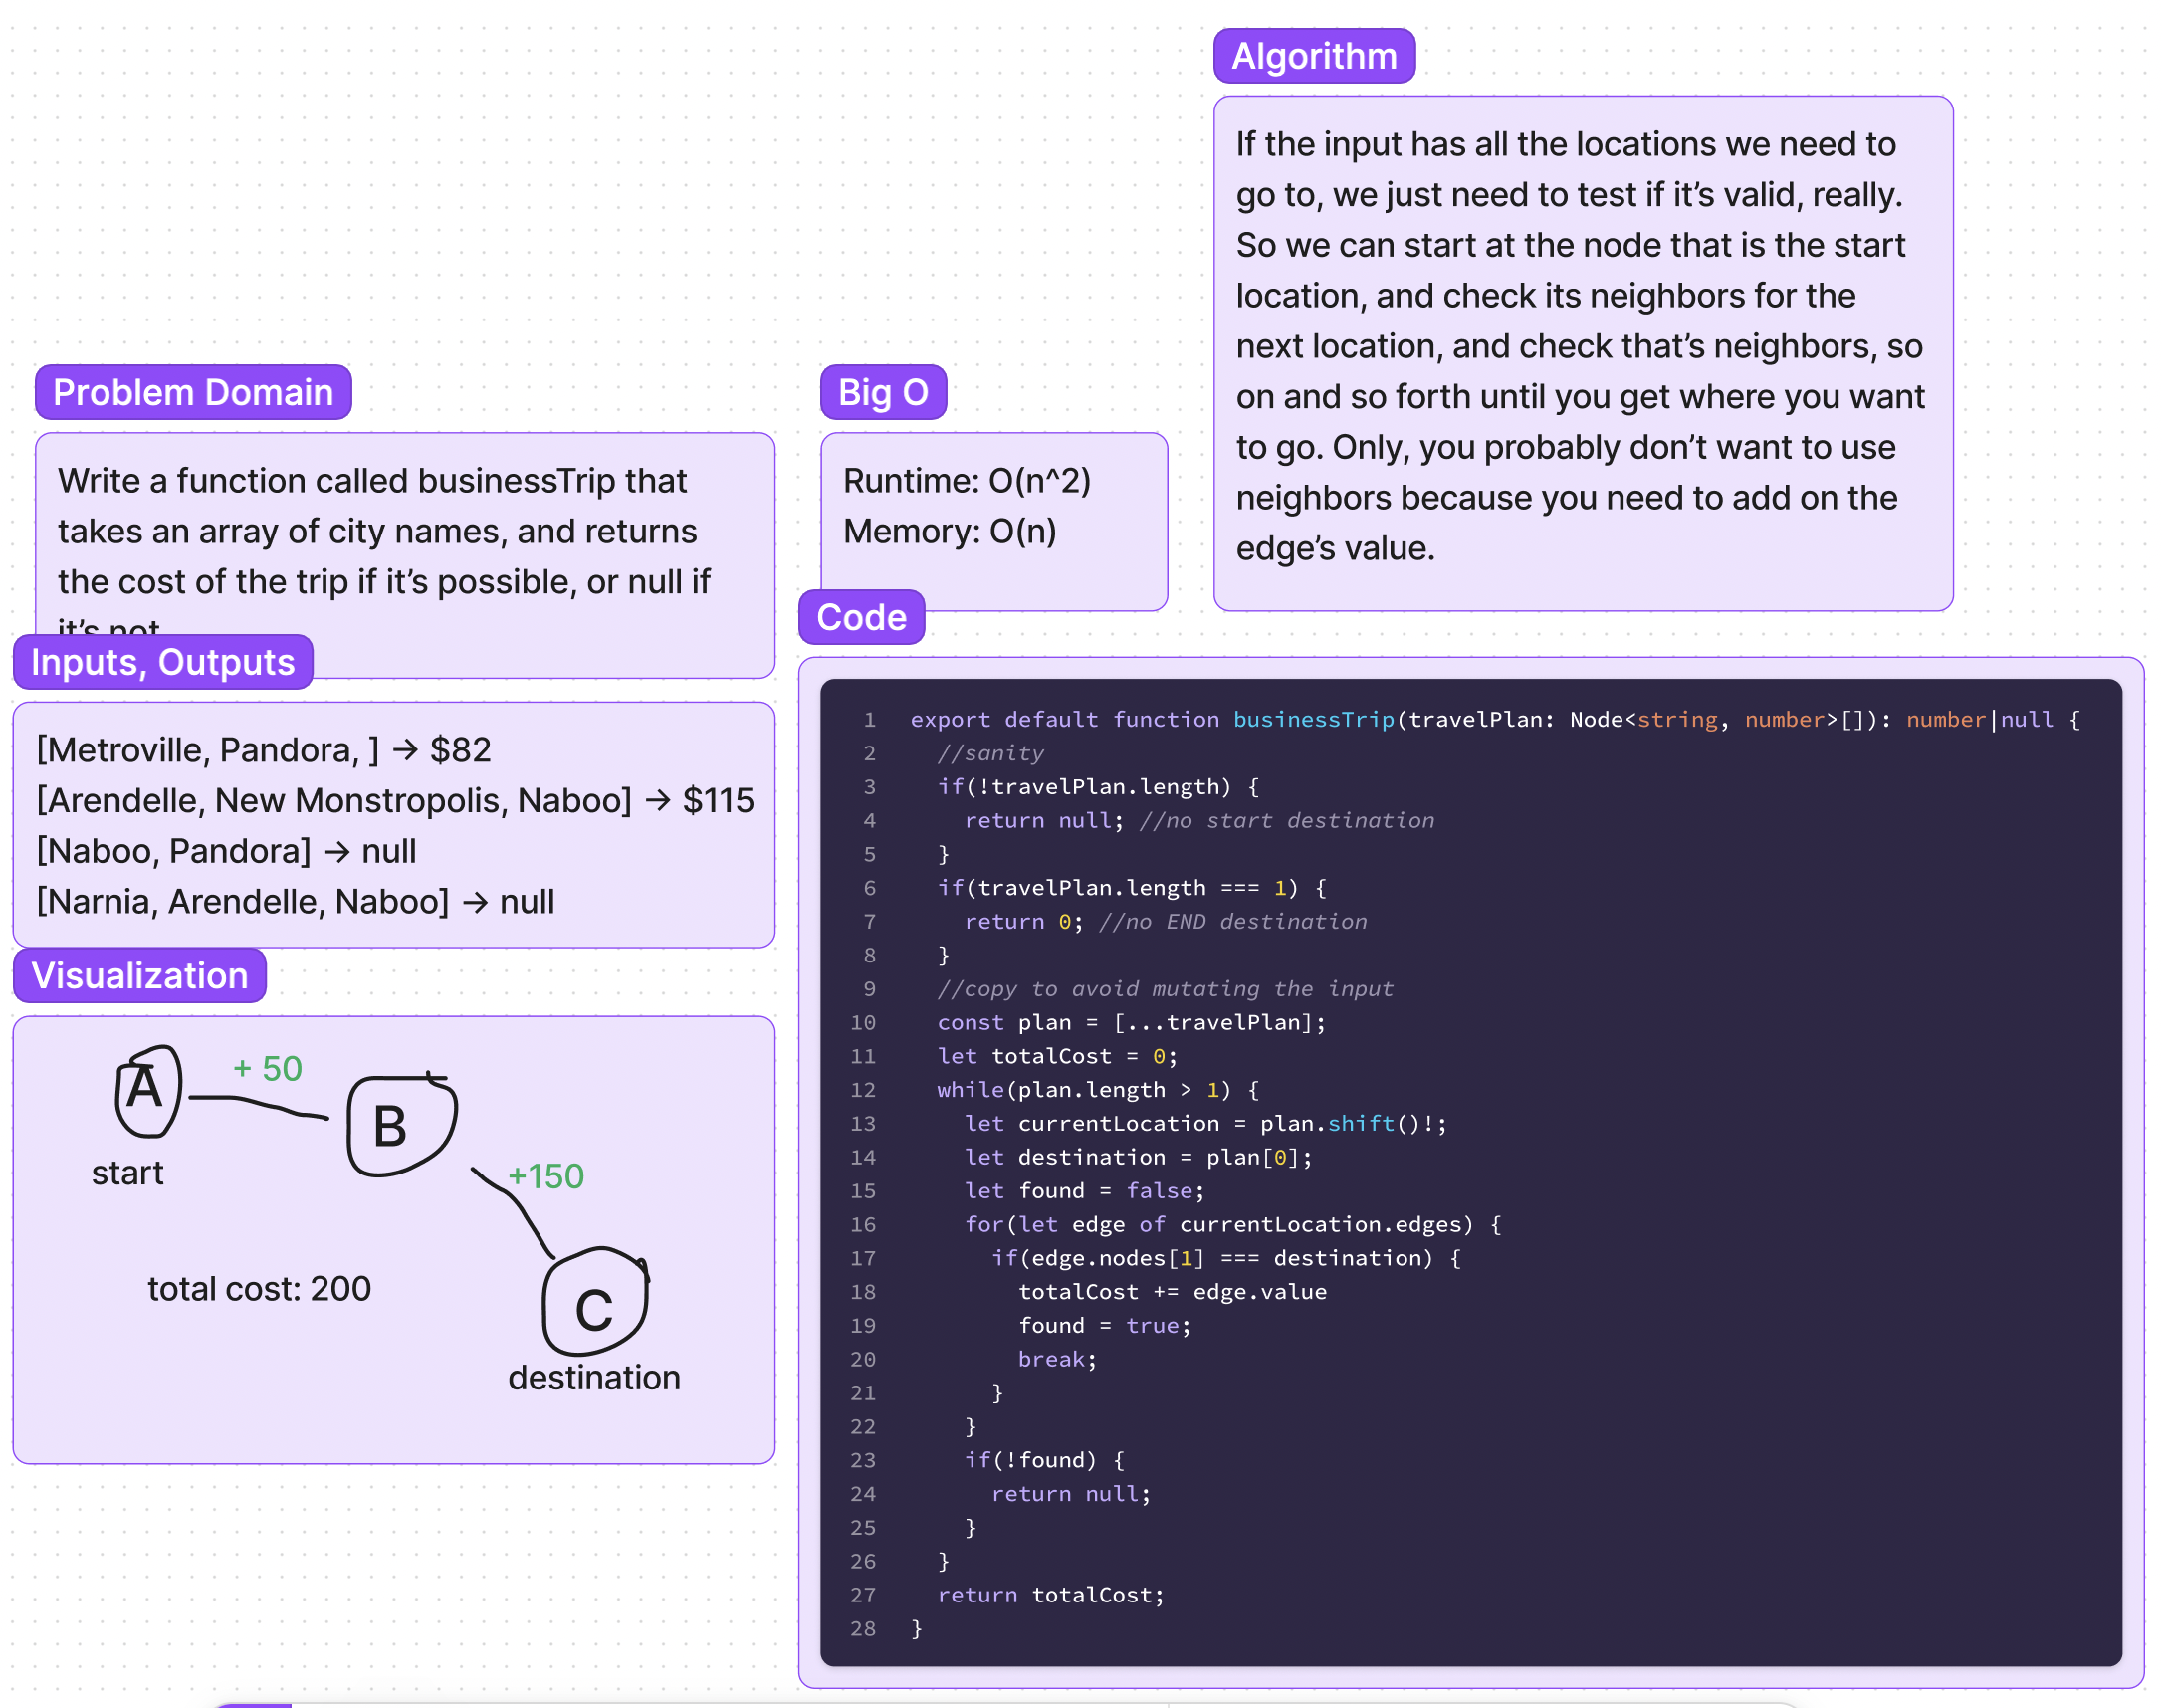 Algorithm
If the input has all the locations we need to
go to, we just need to test if it’s valid, really.
So we can start at the node that is the start
location, and check its neighbors for the
next location, and check that’s neighbors, so
on and so forth until you get where you want
to go. Only, you probably don’t want to use
neighbors because you need to add on the
edge’s value.
Problem Domain
Write a function called businessTrip that
takes an array of city names, and returns
the cost of the trip if it’s possible, or null if
it’s not
Big O
Runtime: O(n^2)
Memory: O(n)
Inputs, Outputs
[Metroville, Pandora, ] → $82
[Arendelle, New Monstropolis, Naboo] → $115
[Naboo, Pandora] → null
[Narnia, Arendelle, Naboo] → null
Visualization
A
+ 50
B
start
+150
total cost: 200
C
destination
Code
1 export default function businessTrip(travelPlan: Node<string, number>[]): number|null {
2 //sanity
3 if(!travelPlan.length) {
4 return null; //no start destination
5 }
6 if(travelPlan.length === 1) {
7 return 0; //no END destination
8 }
9 //copy to avoid mutating the input
10 const plan = [...travelPlan];
11 let totalCost = 0;
12 while(plan.length > 1) {
13 let currentLocation = plan.shift()!;
14 let destination = plan[0];
15 let found = false;
16 for(let edge of currentLocation.edges) {
17 if(edge.nodes[1] === destination) {
18 totalCost += edge.value
19 found = true;
20 break;
21 }
22 }
23 if(!found) {
24 return null;
25 }
26 }
27 return totalCost;
28 }